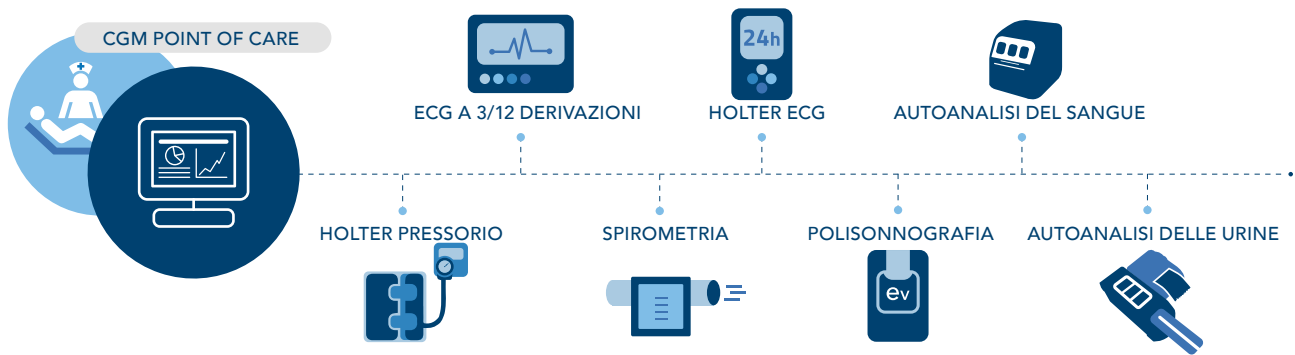 CGM POINT OF CARE
24h
ECG A 3/12 DERIVAZIONI
HOLTER ECG
AUTOANALISI DEL SANGUE
HOLTER PRESSORIO
SPIROMETRIA
POLISONNOGRAFIA
AUTOANALISI DELLE URINE
ev